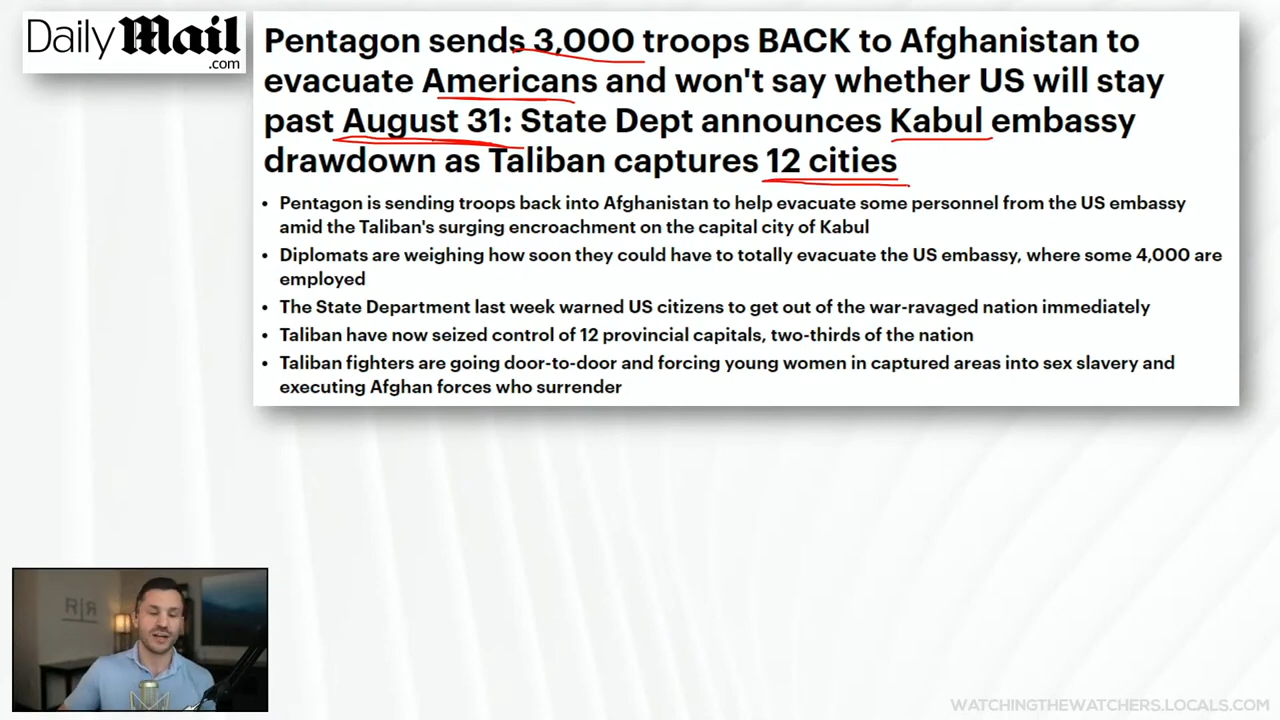 Daily Mail
.com
Pentagon sends 3,000 troops BACK to Afghanistan to
evacuate Americans and won't say whether US will stay
past August 31: State Dept announces Kabul embassy
drawdown as Taliban captures 12 cities
• Pentagon is sending troops back into Afghanistan to help evacuate some personnel from the US embassy
amid the Taliban's surging encroachment on the capital city of Kabul
• Diplomats are weighing how soon they could have to totally evacuate the US embassy, where some 4,000 are
employed
• The State Department last week warned US citizens to get out of the war-ravaged nation immediately
• Taliban have now seized control of 12 provincial capitals, two-thirds of the nation
• Taliban fighters are going door-to-door and forcing young women in captured areas into sex slavery and
executing Afghan forces who surrender
R|R
WATCHINGTHEWATCHERS.LOCALS.COM